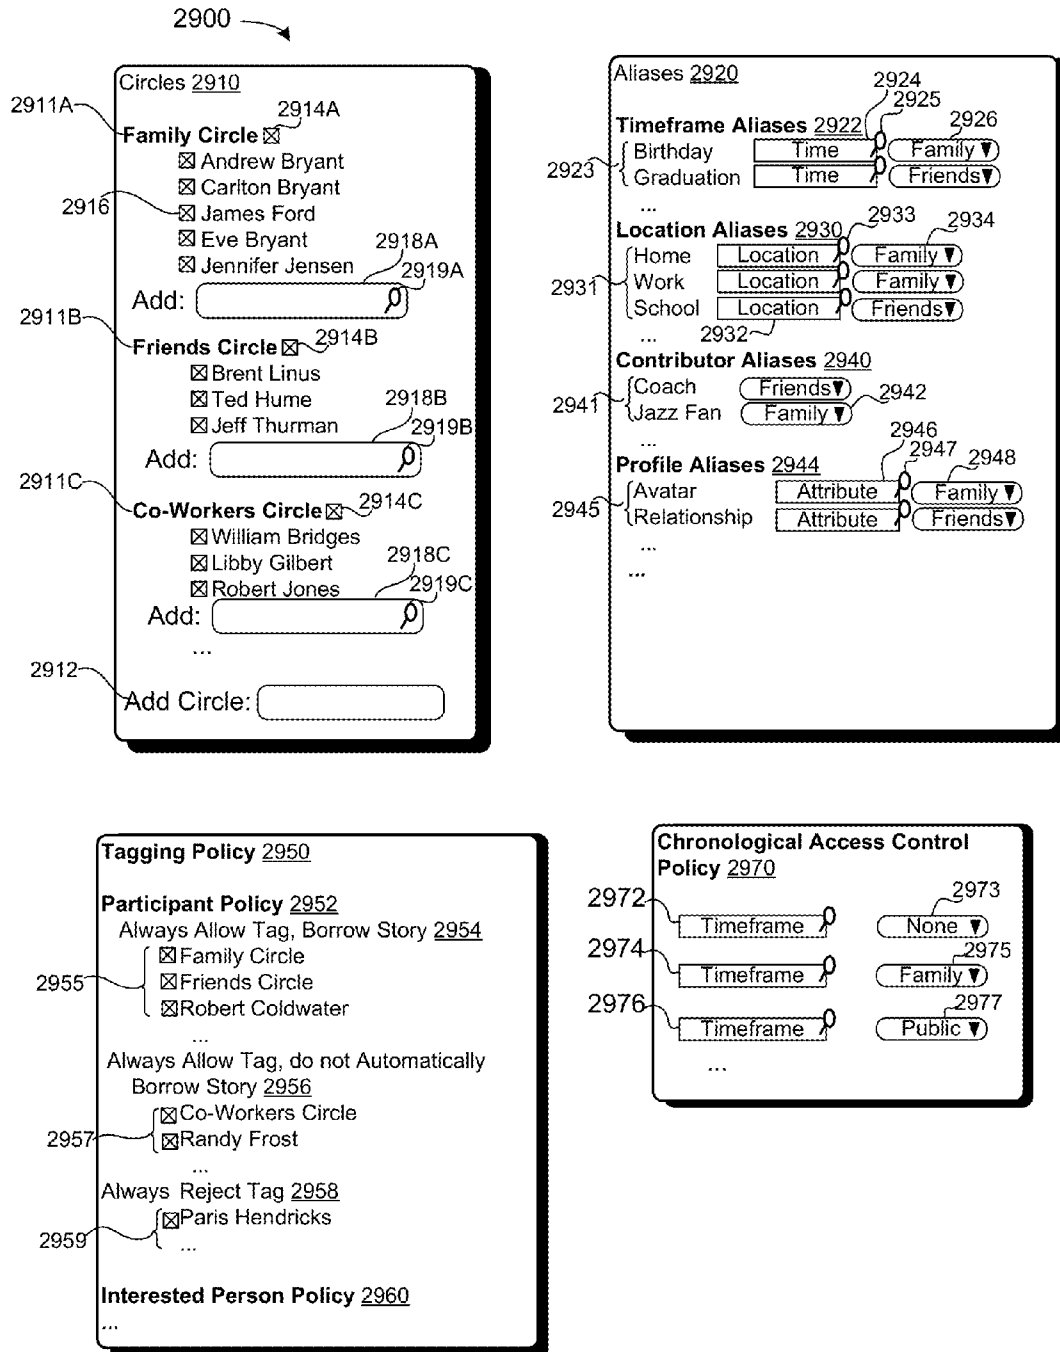 2900
Circles 2910
2911A
2914A
Family Circle
Andrew Bryant
Carlton Bryant
2916
James Ford
Eve Bryant
2918A
Jennifer Jensen
2919A
Add:
2911B
Friends Circle
2914B
Brent Linus
Ted Hume
2918B
Jeff Thurman
2919B
Add:
2911C
Co-Workers Circle
2914C
William Bridges
Libby Gilbert
2918C
Robert Jones
2919C
Add:
...
2912
Add Circle:
Aliases 2920
2924
2925
Timeframe Aliases 2922
2926
2923
Birthday Time Family
Graduation Time Friends
...
2933
Location Aliases 2930
2934
2931
Home Location Family
Work Location Family
School Location Friends
...
2932
Contributor Aliases 2940
2941
Coach Friends
2942
Jazz Fan Family
...
2946
2947
Profile Aliases 2944
2948
2945
Avatar Attribute Family
Relationship Attribute Friends
...
...
Tagging Policy 2950
Participant Policy 2952
Always Allow Tag, Borrow Story 2954
2955
Family Circle
Friends Circle
Robert Coldwater
...
Always Allow Tag, do not Automatically
Borrow Story 2956
2957
Co-Workers Circle
Randy Frost
...
Always Reject Tag 2958
2959
Paris Hendricks
...
Interested Person Policy 2960
...
Chronological Access Control
Policy 2970
2972
2973
Timeframe None
2974
2975
Timeframe Family
2976
2977
Timeframe Public
...